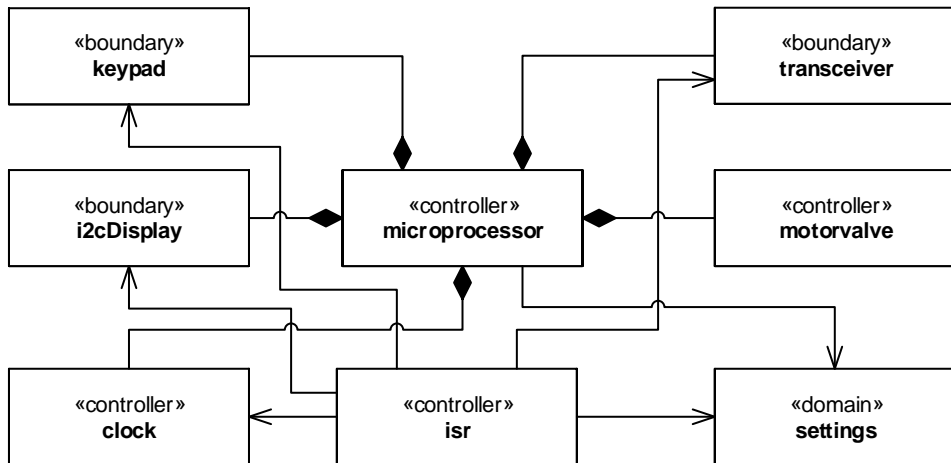 «boundary»
keypad
«boundary»
transceiver
«boundary»
i2cDisplay
«controller»
microprocessor
«controller»
motorvalve
«controller»
clock
«controller»
isr
«domain»
settings